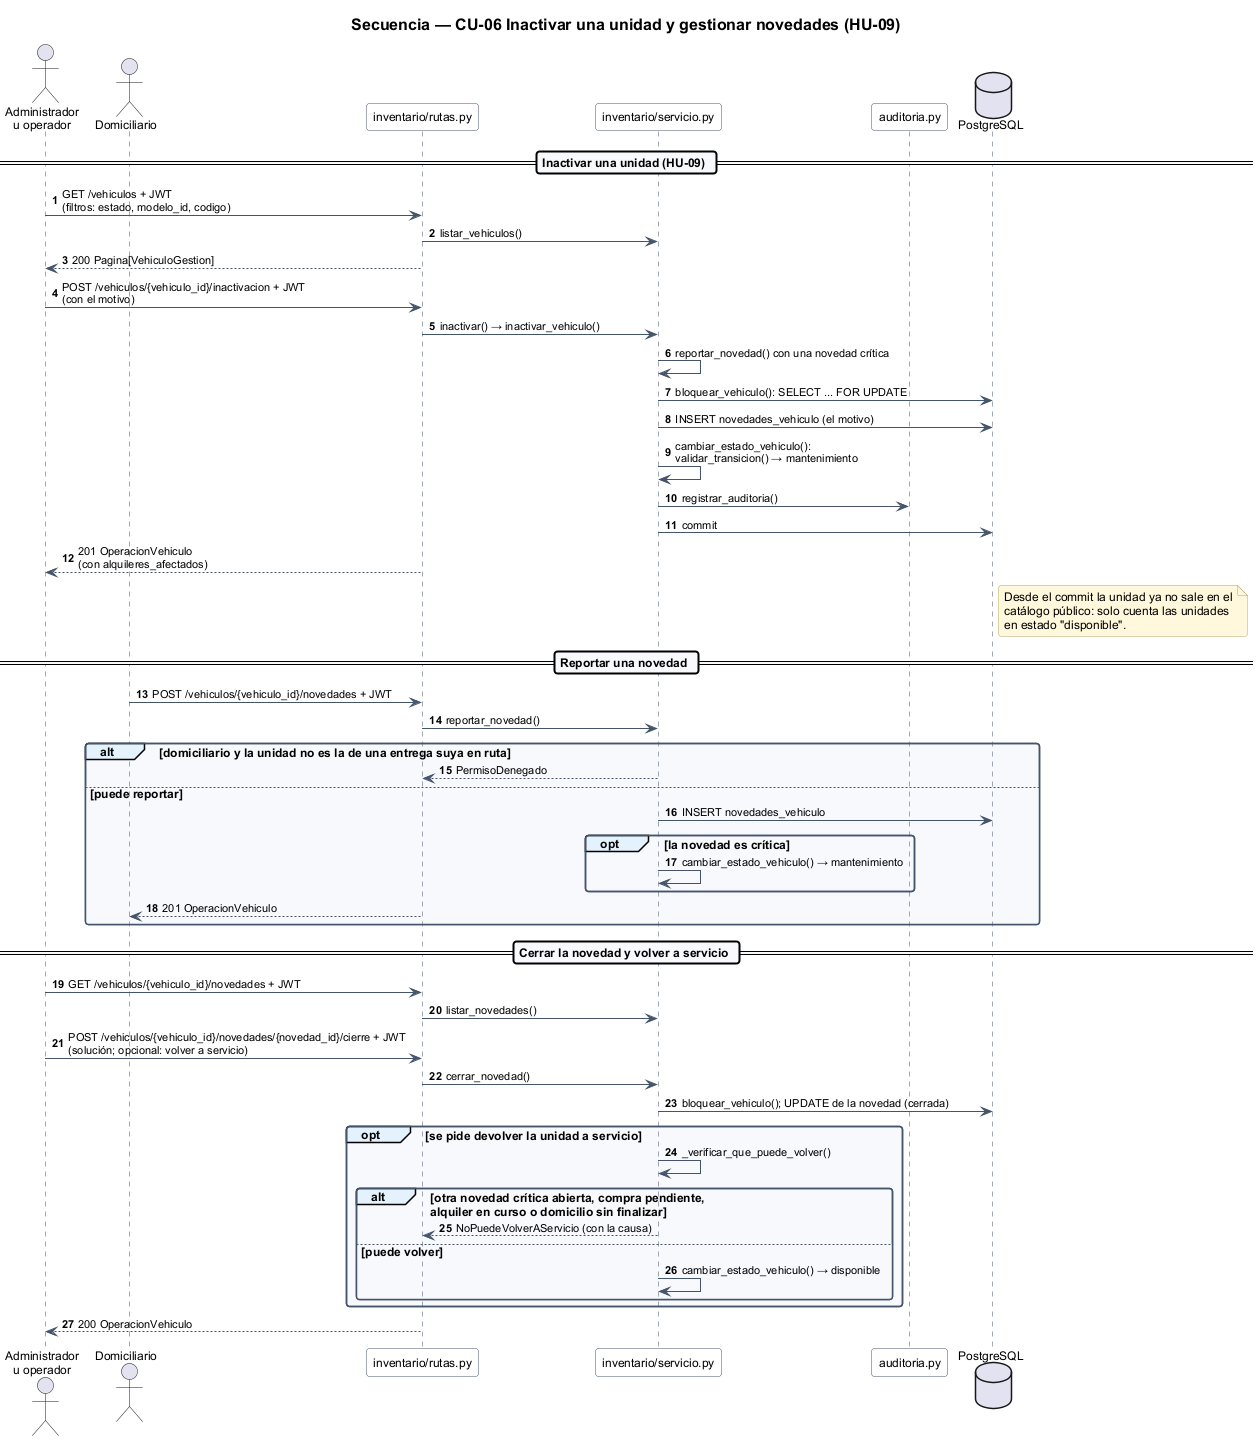 Secuencia — CU-06 Inactivar una unidad y gestionar novedades (HU-09)
Administrador
u operador
Domiciliario
inventario/rutas.py
inventario/servicio.py
auditoria.py
PostgreSQL
Inactivar una unidad (HU-09)
1 GET /vehiculos + JWT
(filtros: estado, modelo_id, codigo)
2 listar_vehiculos()
3 200 Pagina[VehiculoGestion]
4 POST /vehiculos/{vehiculo_id}/inactivacion + JWT
(con el motivo)
5 inactivar() → inactivar_vehiculo()
6 reportar_novedad() con una novedad crítica
7 bloquear_vehiculo(): SELECT ... FOR UPDATE
8 INSERT novedades_vehiculo (el motivo)
9 cambiar_estado_vehiculo():
validar_transicion() → mantenimiento
10 registrar_auditoria()
11 commit
12 201 OperacionVehiculo
(con alquileres_afectados)
Desde el commit la unidad ya no sale en el
catálogo público: solo cuenta las unidades
en estado "disponible".
Reportar una novedad
13 POST /vehiculos/{vehiculo_id}/novedades + JWT
14 reportar_novedad()
alt [domiciliario y la unidad no es la de una entrega suya en ruta]
15 PermisoDenegado
[puede reportar]
16 INSERT novedades_vehiculo
opt [la novedad es crítica]
17 cambiar_estado_vehiculo() → mantenimiento
18 201 OperacionVehiculo
Cerrar la novedad y volver a servicio
19 GET /vehiculos/{vehiculo_id}/novedades + JWT
20 listar_novedades()
21 POST /vehiculos/{vehiculo_id}/novedades/{novedad_id}/cierre + JWT
(solución; opcional: volver a servicio)
22 cerrar_novedad()
23 bloquear_vehiculo(); UPDATE de la novedad (cerrada)
opt [se pide devolver la unidad a servicio]
24 _verificar_que_puede_volver()
alt [otra novedad crítica abierta, compra pendiente,
alquiler en curso o domicilio sin finalizar]
25 NoPuedeVolverAServicio (con la causa)
[puede volver]
26 cambiar_estado_vehiculo() → disponible
27 200 OperacionVehiculo
Administrador
u operador
Domiciliario
inventario/rutas.py
inventario/servicio.py
auditoria.py
PostgreSQL